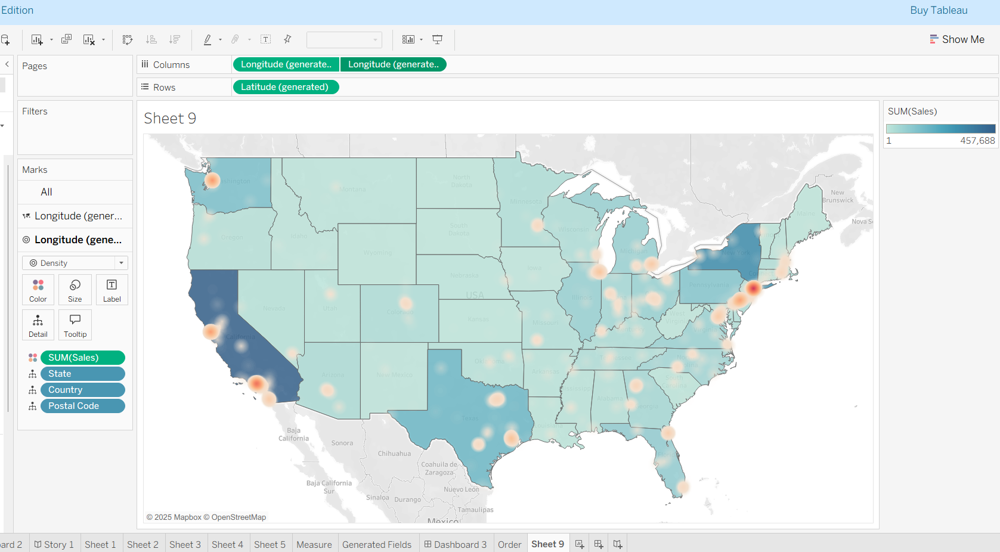 Edition
Buy Tableau
Show Me
Pages
Columns
Longitude (generate..
Longitude (generate..
Rows
Latitude (generated)
Filters
Sheet 9
SUM(Sales)
1
457,688
Marks
All
Longitude (gener...
Longitude (gene...
Density
Color
Size
Label
Detail
Tooltip
SUM(Sales)
State
Country
Postal Code
North
Dakota
Montana
Minnesota
Maine
New
Brunswick
Nova S
South
Dakota
Wisconsin
Michigan
Oregon
Idaho
Wyoming
New York
Iowa
Nebraska
USA
Pennsylvania
Illinois
Nevada
Utah
Colorado
Kansas
Missouri
West
Virginia
Virginia
California
Kentucky
Arizona
New Mexico
Arkansas
South
Carolina
Mississippi
Alabama
Georgia
Texas
Louisiana
Baja
California
Sonora
Chihuahua
Coahuila de
Zaragoza
Baja California
Sur
Sinaloa
Durango
Nuevo León
Tamaulipas
Mexico
© 2025 Mapbox © OpenStreetMap
ard 2
Story 1
Sheet 1
Sheet 2
Sheet 3
Sheet 4
Sheet 5
Measure
Generated Fields
Dashboard 3
Order
Sheet 9